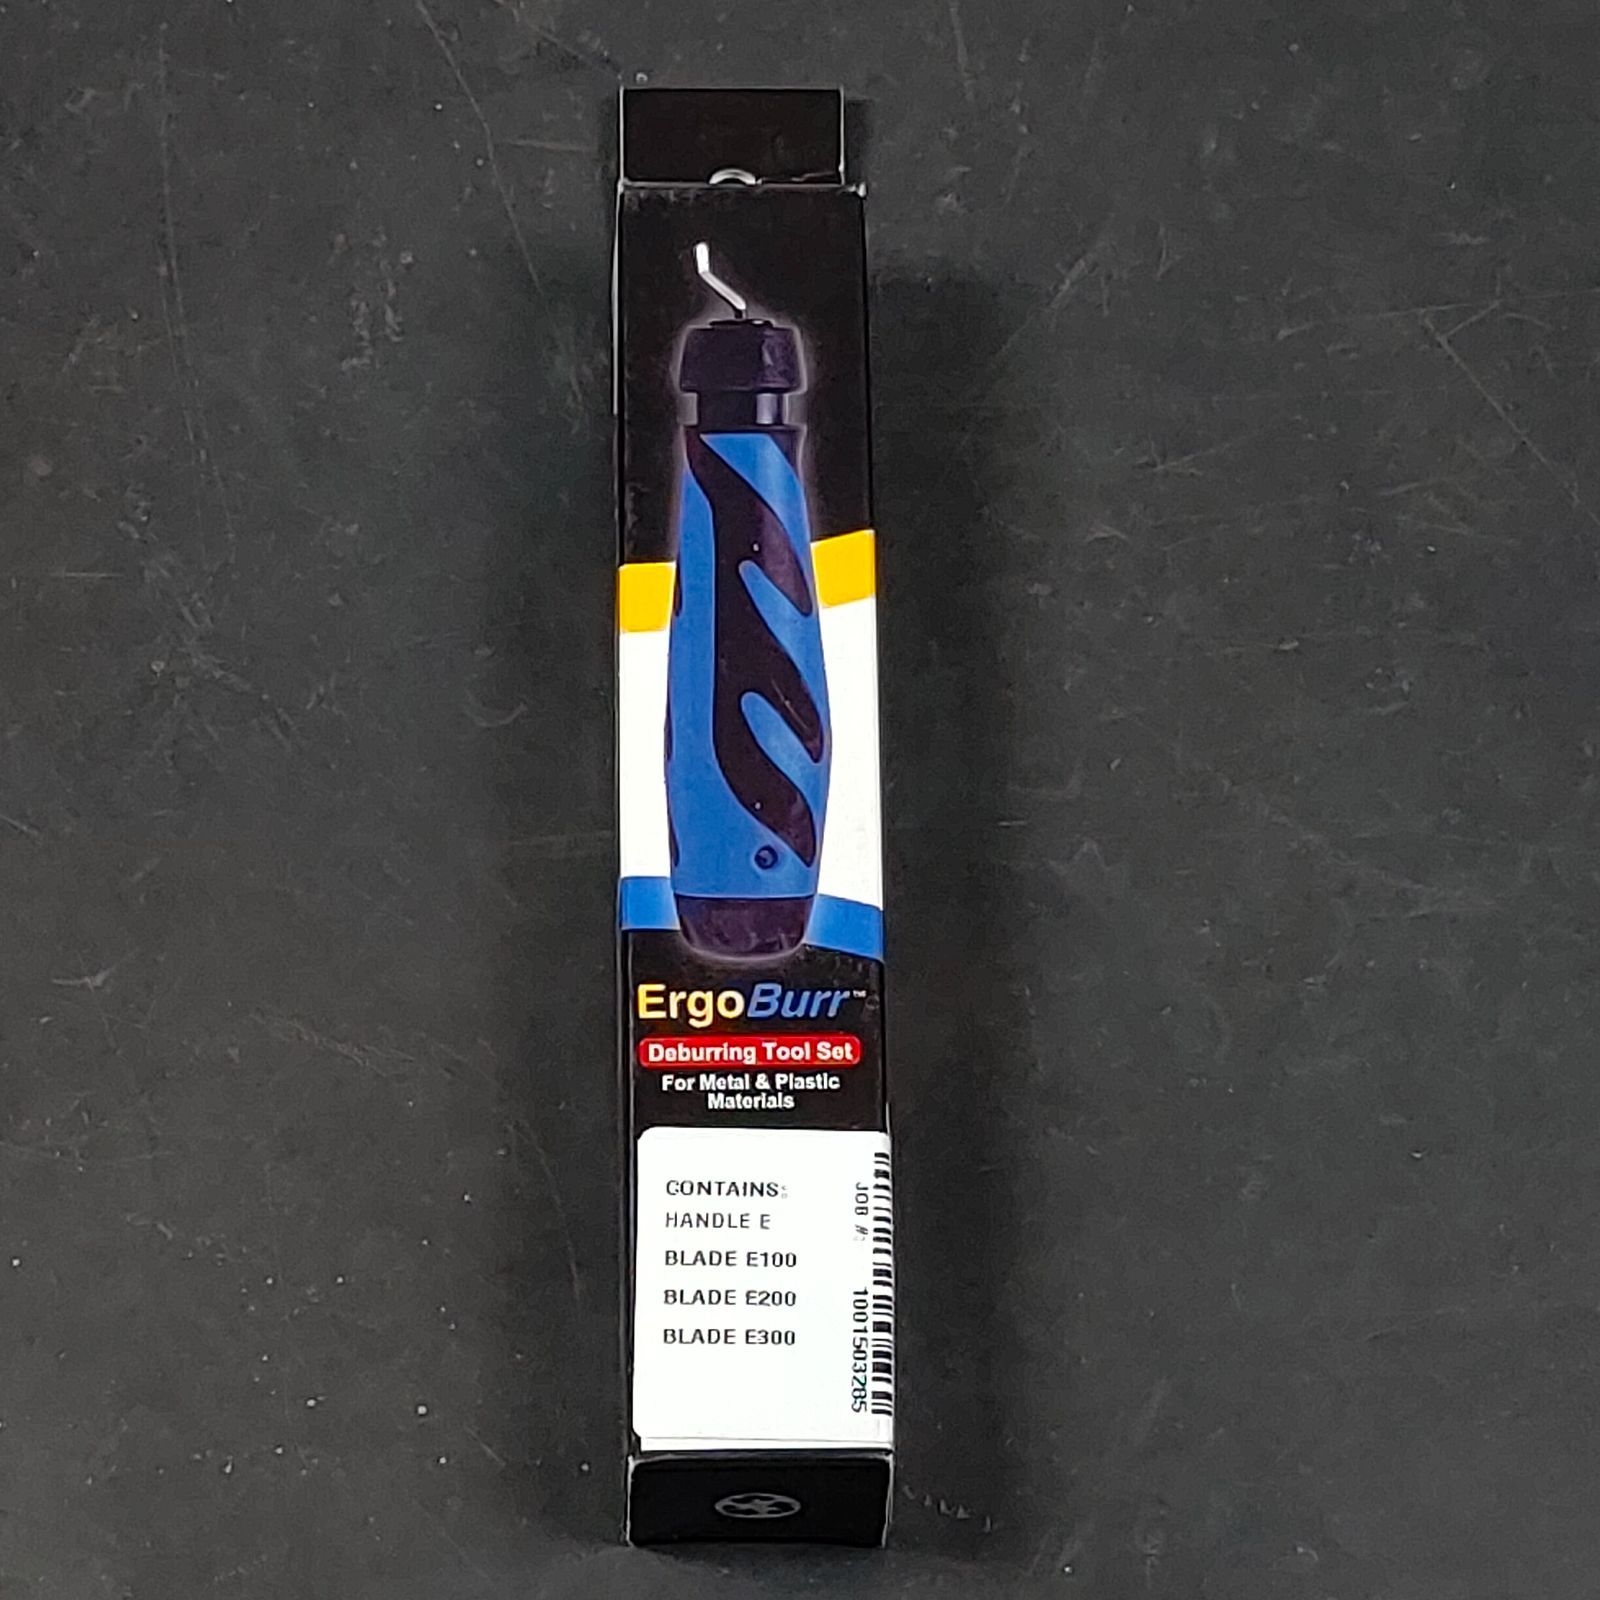 ErgoBurr™
Deburring Tool Set
For Metal & Plastic
Materials
CONTAINS:
HANDLE E
BLADE E100
BLADE E200
BLADE E300
JOB #:
1001503285